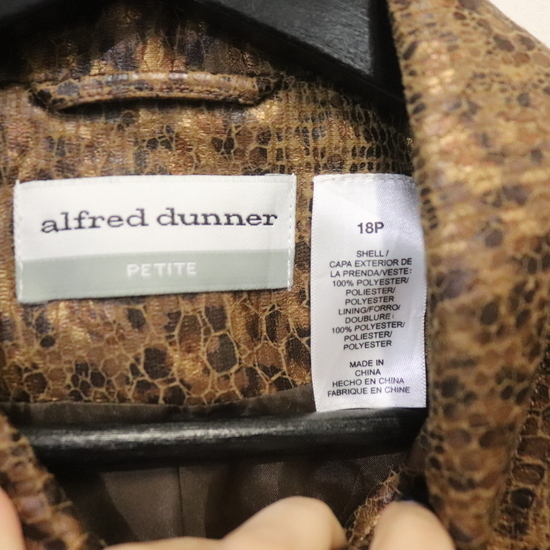 alfred dunner
PETITE
18P
SHELL/
CAPA EXTERIOR DE
LA PRENDA/VESTE:
100% POLYESTER/
POLIESTER/
POLYESTER
LINING/FORRO/
DOUBLURE:
100% POLYESTER/
POLIESTER/
POLYESTER
MADE IN
CHINA
HECHO EN CHINA
FABRIQUE EN CHINE